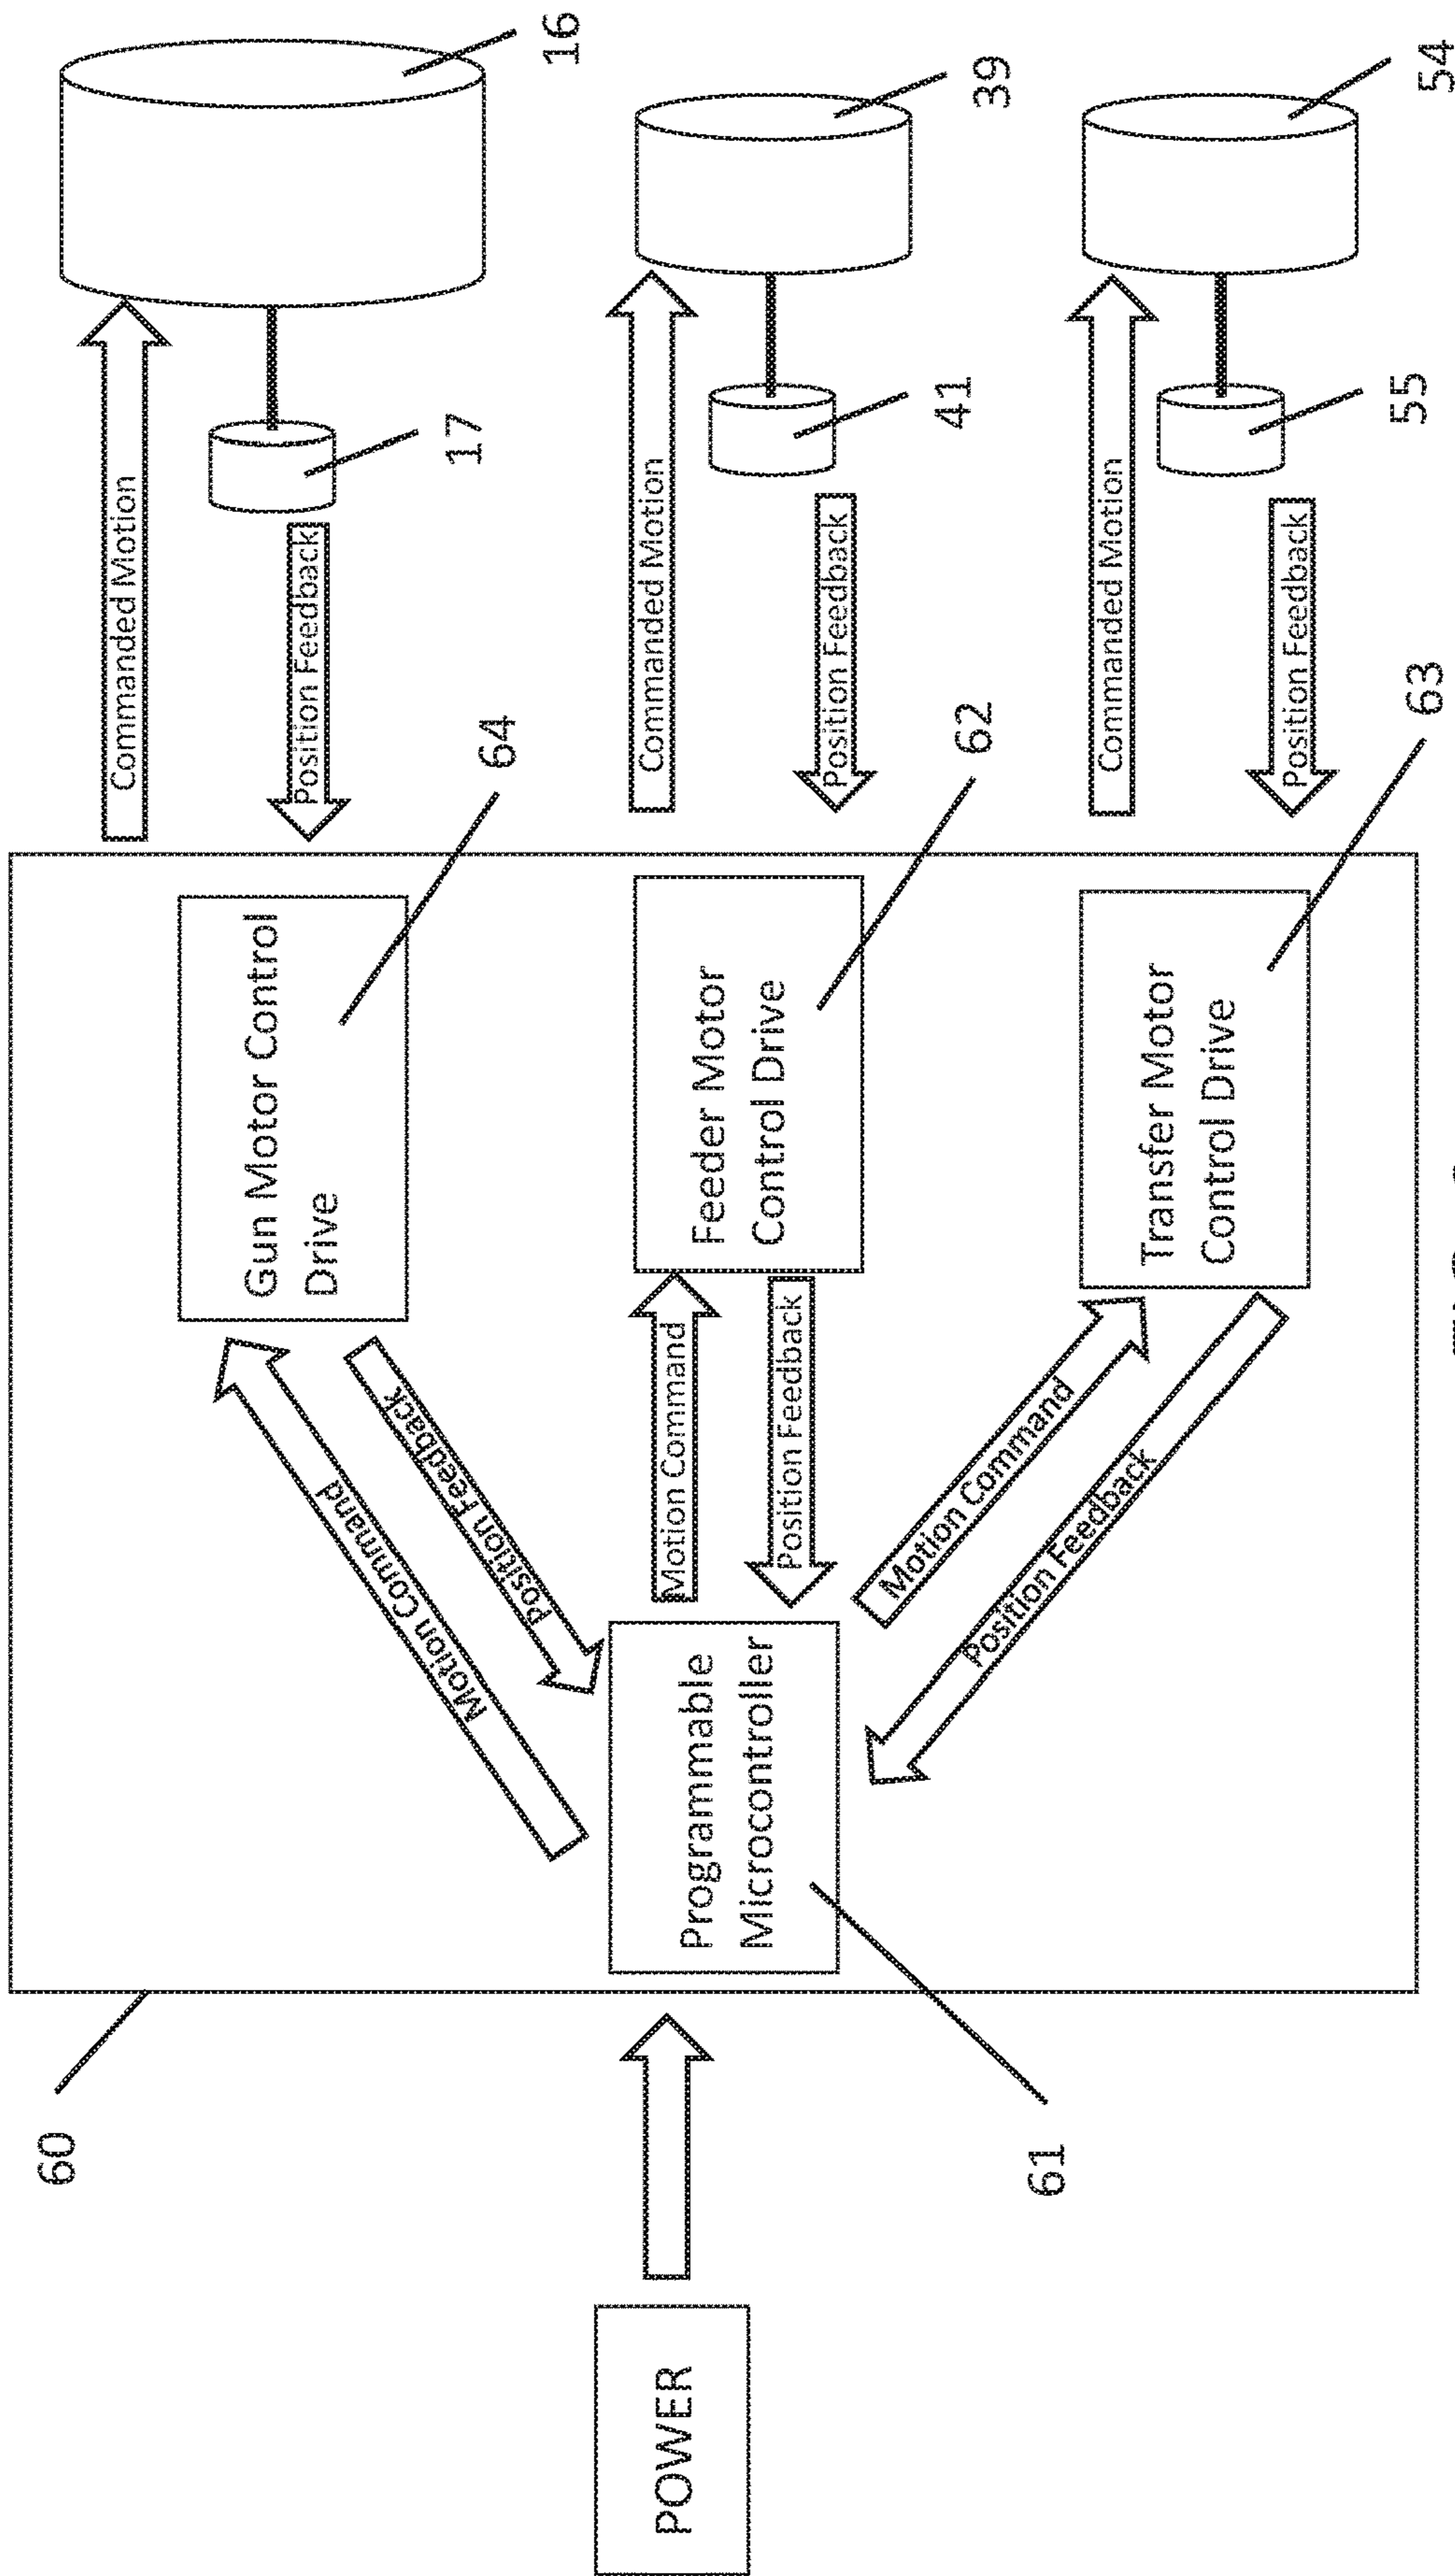 60
Commanded Motion
16
17
Position Feedback
Gun Motor Control
Drive
64
Motion Command
Position Feedback
POWER
Programmable
Microcontroller
61
Motion Command
Position Feedback
Feeder Motor
Control Drive
62
Commanded Motion
39
41
Position Feedback
Motion Command
Position Feedback
Transfer Motor
Control Drive
63
Commanded Motion
54
55
Position Feedback